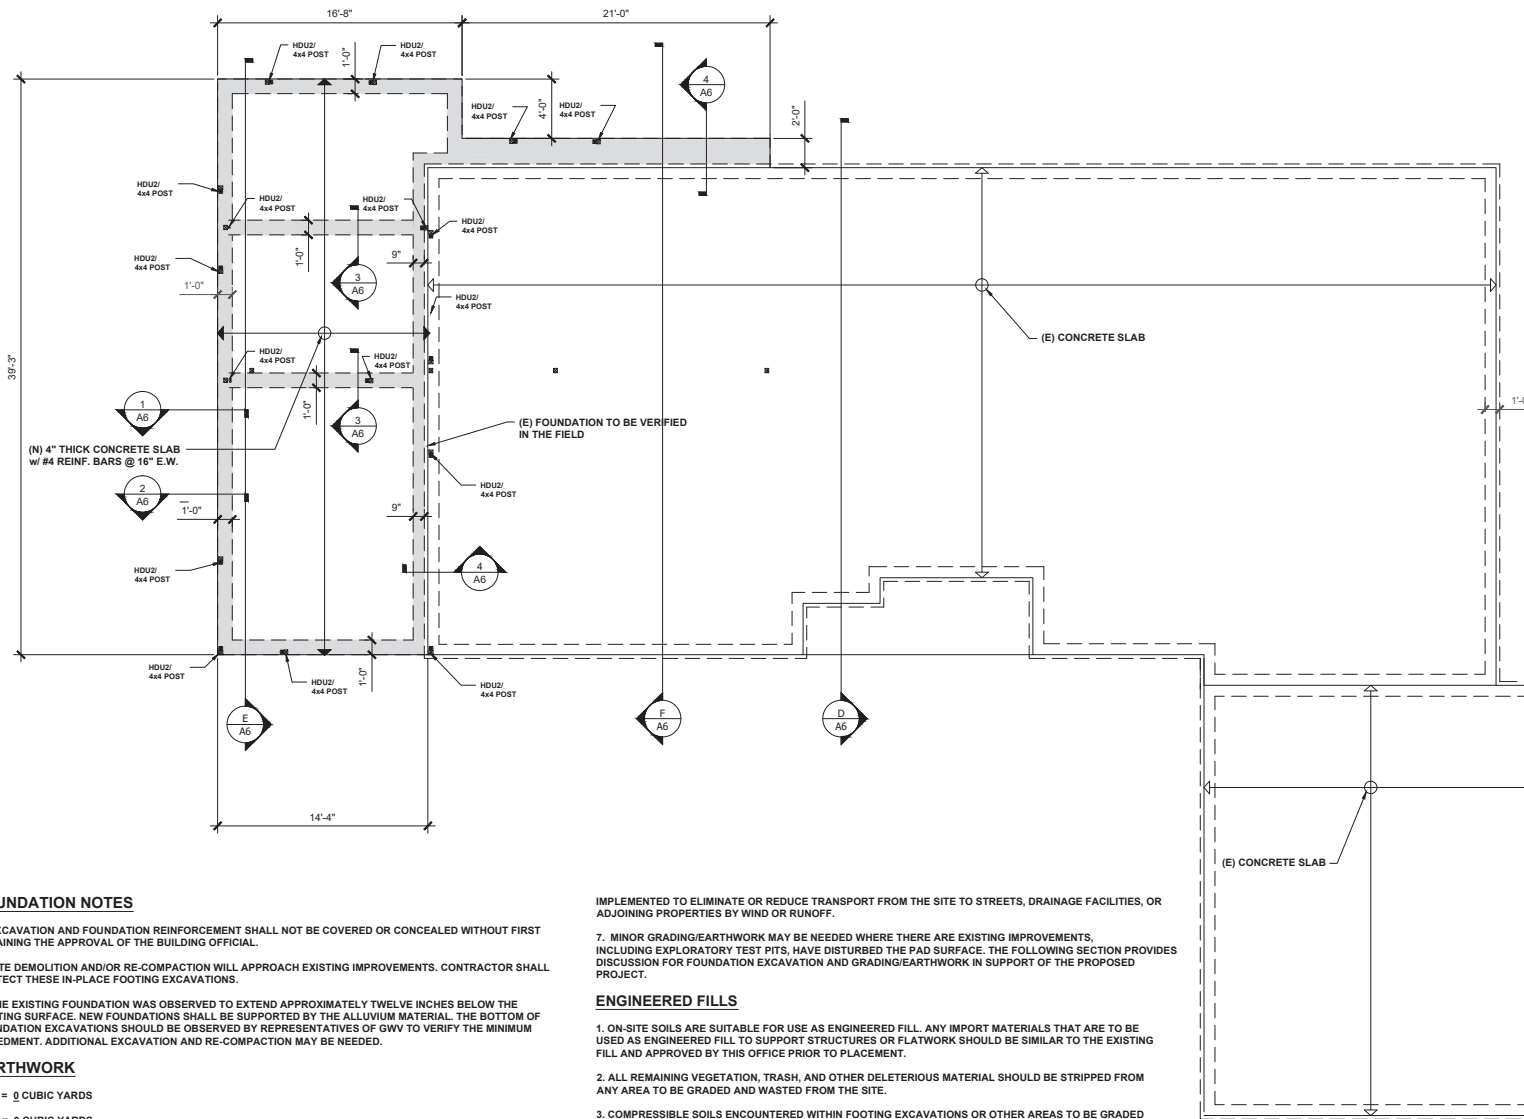 16'-8"
21'-0"
HDU2/
4x4 POST
HDU2/
4x4 POST
1'-0"
4
A6
HDU2/
4x4 POST
4'-0"
HDU2/
4x4 POST
2'-0"
HDU2/
4x4 POST
HDU2/
4x4 POST
HDU2/
4x4 POST
HDU2/
4x4 POST
1'-0"
9"
HDU2/
4x4 POST
3
A6
1'-0"
HDU2/
4x4 POST
(E) CONCRETE SLAB
39'-3"
HDU2/
4x4 POST
HDU2/
4x4 POST
1
A6
1'-0"
3
A6
(E) FOUNDATION TO BE VERIFIED
IN THE FIELD
1'-0"
(N) 4" THICK CONCRETE SLAB
w/ #4 REINF. BARS @ 16" E.W.
2
A6
1'-0"
9"
HDU2/
4x4 POST
HDU2/
4x4 POST
4
A6
HDU2/
4x4 POST
HDU2/
4x4 POST
1'-0"
HDU2/
4x4 POST
E
A6
F
A6
D
A6
14'-4"
(E) CONCRETE SLAB
UNDATION NOTES
CAVATION AND FOUNDATION REINFORCEMENT SHALL NOT BE COVERED OR CONCEALED WITHOUT FIRST
AINING THE APPROVAL OF THE BUILDING OFFICIAL.
TE DEMOLITION AND/OR RE-COMPACTION WILL APPROACH EXISTING IMPROVEMENTS. CONTRACTOR SHALL
TECT THESE IN-PLACE FOOTING EXCAVATIONS.
HE EXISTING FOUNDATION WAS OBSERVED TO EXTEND APPROXIMATELY TWELVE INCHES BELOW THE
TING SURFACE. NEW FOUNDATIONS SHALL BE SUPPORTED BY THE ALLUVIUM MATERIAL. THE BOTTOM OF
NDATION EXCAVATIONS SHOULD BE OBSERVED BY REPRESENTATIVES OF GWV TO VERIFY THE MINIMUM
EDMENT. ADDITIONAL EXCAVATION AND RE-COMPACTION MAY BE NEEDED.
RTHWORK
= 0 CUBIC YARDS
= 0 CUBIC YARDS
IMPLEMENTED TO ELIMINATE OR REDUCE TRANSPORT FROM THE SITE TO STREETS, DRAINAGE FACILITIES, OR
ADJOINING PROPERTIES BY WIND OR RUNOFF.
7. MINOR GRADING/EARTHWORK MAY BE NEEDED WHERE THERE ARE EXISTING IMPROVEMENTS,
INCLUDING EXPLORATORY TEST PITS, HAVE DISTURBED THE PAD SURFACE. THE FOLLOWING SECTION PROVIDES
DISCUSSION FOR FOUNDATION EXCAVATION AND GRADING/EARTHWORK IN SUPPORT OF THE PROPOSED
PROJECT.
ENGINEERED FILLS
1. ON-SITE SOILS ARE SUITABLE FOR USE AS ENGINEERED FILL. ANY IMPORT MATERIALS THAT ARE TO BE
USED AS ENGINEERED FILL TO SUPPORT STRUCTURES OR FLATWORK SHOULD BE SIMILAR TO THE EXISTING
FILL AND APPROVED BY THIS OFFICE PRIOR TO PLACEMENT.
2. ALL REMAINING VEGETATION, TRASH, AND OTHER DELETERIOUS MATERIAL SHOULD BE STRIPPED FROM
ANY AREA TO BE GRADED AND WASTED FROM THE SITE.
3. COMPRESSIBLE SOILS ENCOUNTERED WITHIN FOOTING EXCAVATIONS OR OTHER AREAS TO BE GRADED